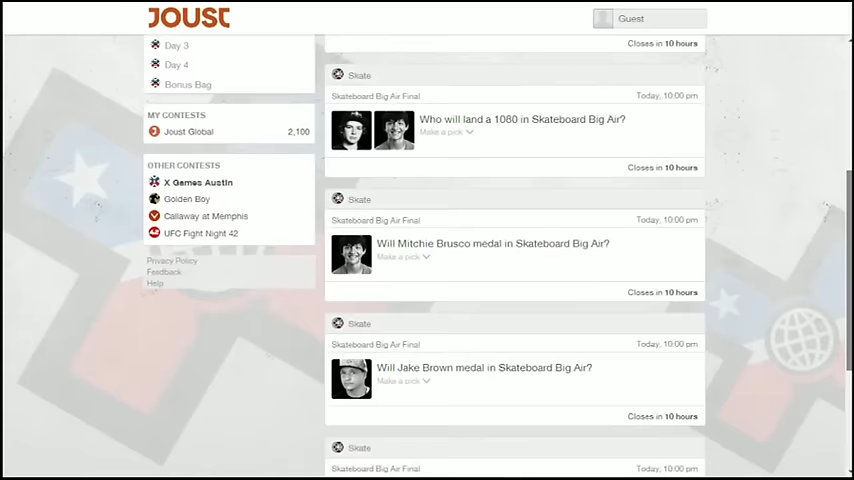 JOUST
Guest
Day 3
Day 4
Bonus Bag
MY CONTESTS
Joust Global 2,100
OTHER CONTESTS
X Games Austin
Golden Boy
Callaway at Memphis
UFC Fight Night 42
Privacy Policy
Feedback
Help
Closes in 10 hours
Skate
Skateboard Big Air Final Today, 10:00 pm
Who will land a 1080 in Skateboard Big Air?
Make a pick
Closes in 10 hours
Skate
Skateboard Big Air Final Today, 10:00 pm
Will Mitchie Brusco medal in Skateboard Big Air?
Make a pick
Closes in 10 hours
Skate
Skateboard Big Air Final Today, 10:00 pm
Will Jake Brown medal in Skateboard Big Air?
Make a pick
Closes in 10 hours
Skate
Skateboard Big Air Final Today, 10:00 pm